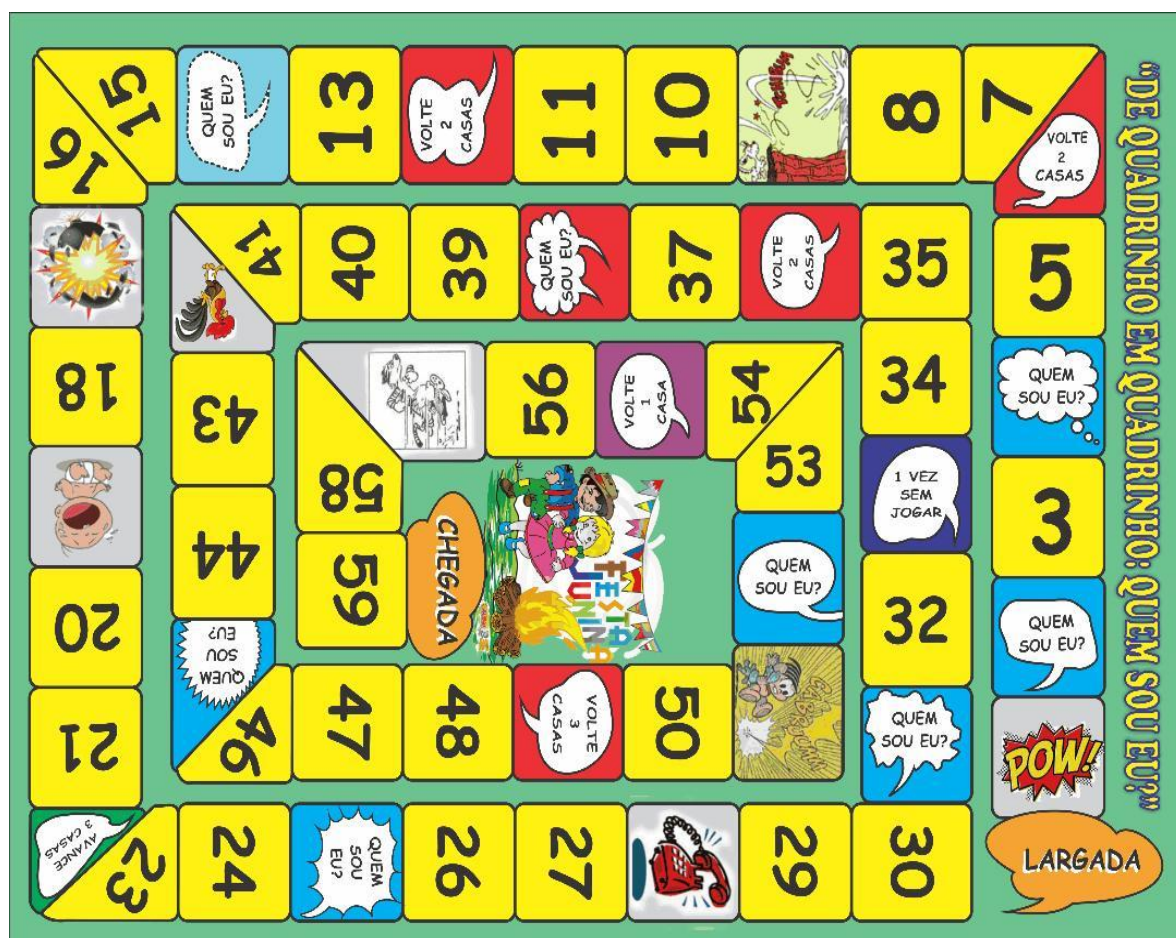 "DE QUADRINHO EM QUADRINHO: QUEM SOU EU?"
LARGADA
POW!
QUEM
SOU EU?
3
QUEM
SOU EU?
5
VOLTE
2
CASAS
7
8
10
11
VOLTE
2
CASAS
13
QUEM
SOU EU?
15
16
18
20
21
AVANCE
3 CASAS
23
24
QUEM
SOU
EU?
26
27
29
30
QUEM
SOU EU?
32
1 VEZ
SEM
JOGAR
34
35
VOLTE
2
CASAS
37
QUEM
SOU EU?
39
40
41
43
44
QUEM
SOU
EU?
46
47
48
VOLTE
3
CASAS
50
QUEM
SOU EU?
53
54
VOLTE
1
CASA
56
58
59
CHEGADA
FESTA
JUNINA